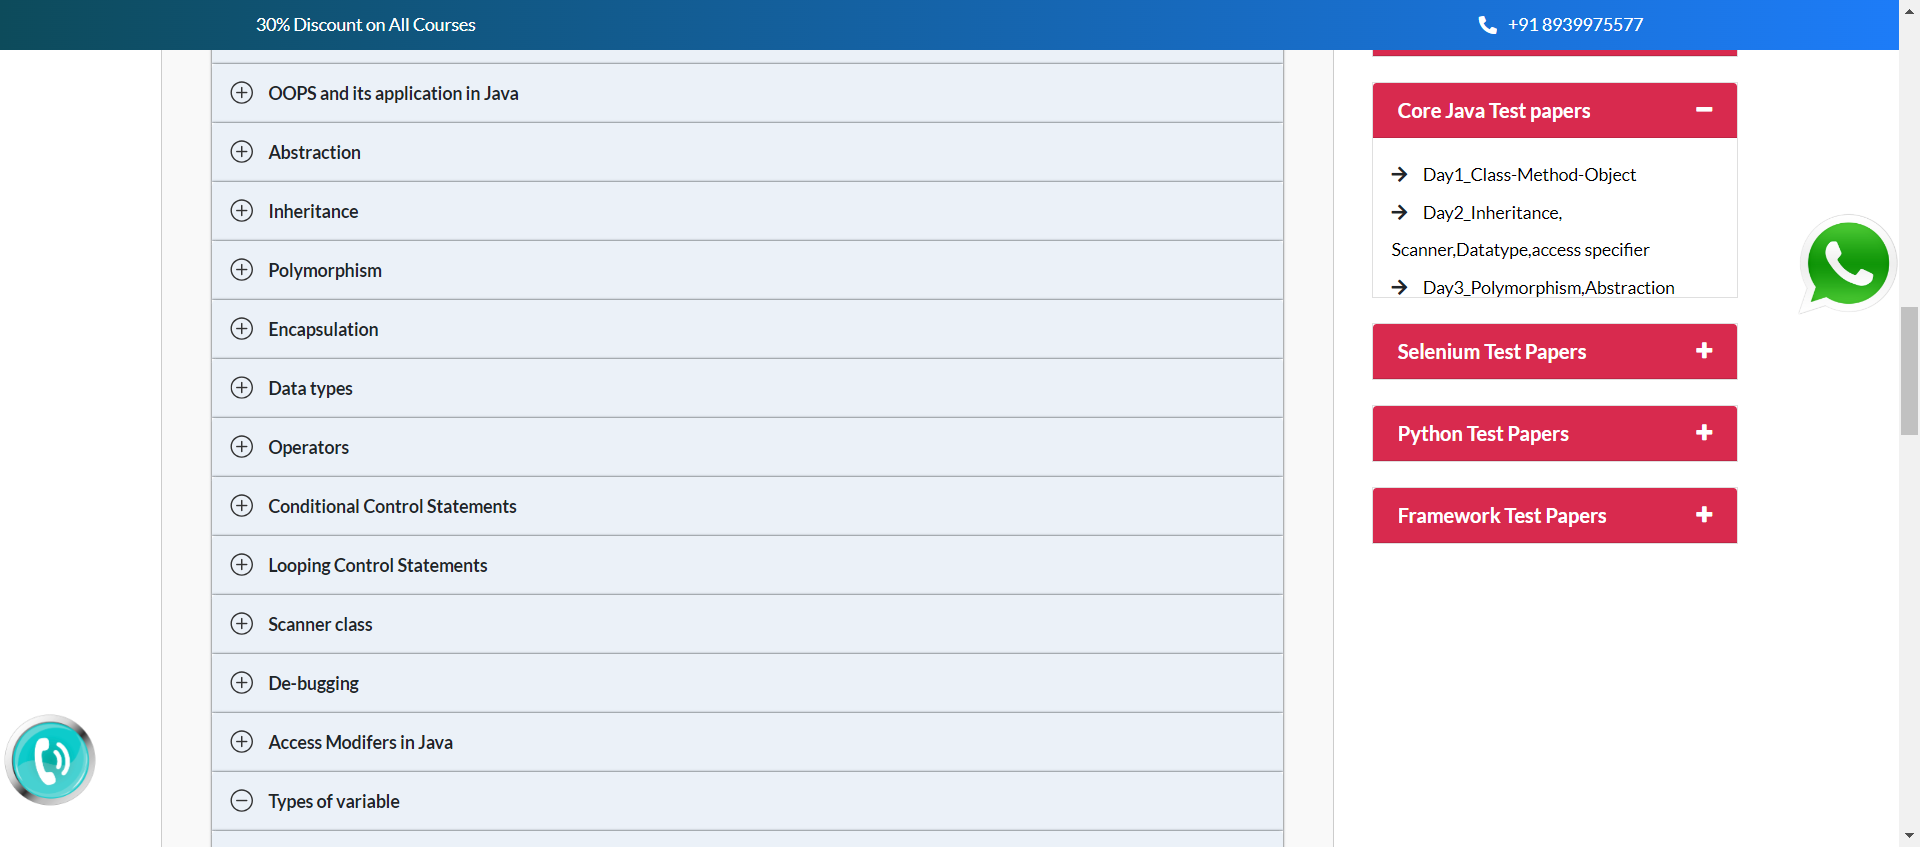 30% Discount on All Courses
+91 8939975577
OOPS and its application in Java
Abstraction
Inheritance
Polymorphism
Encapsulation
Data types
Operators
Conditional Control Statements
Looping Control Statements
Scanner class
De-bugging
Access Modifers in Java
Types of variable
Core Java Test papers
Day1_Class-Method-Object
Day2_Inheritance,
Scanner,Datatype,access specifier
Day3_Polymorphism,Abstraction
Selenium Test Papers
Python Test Papers
Framework Test Papers